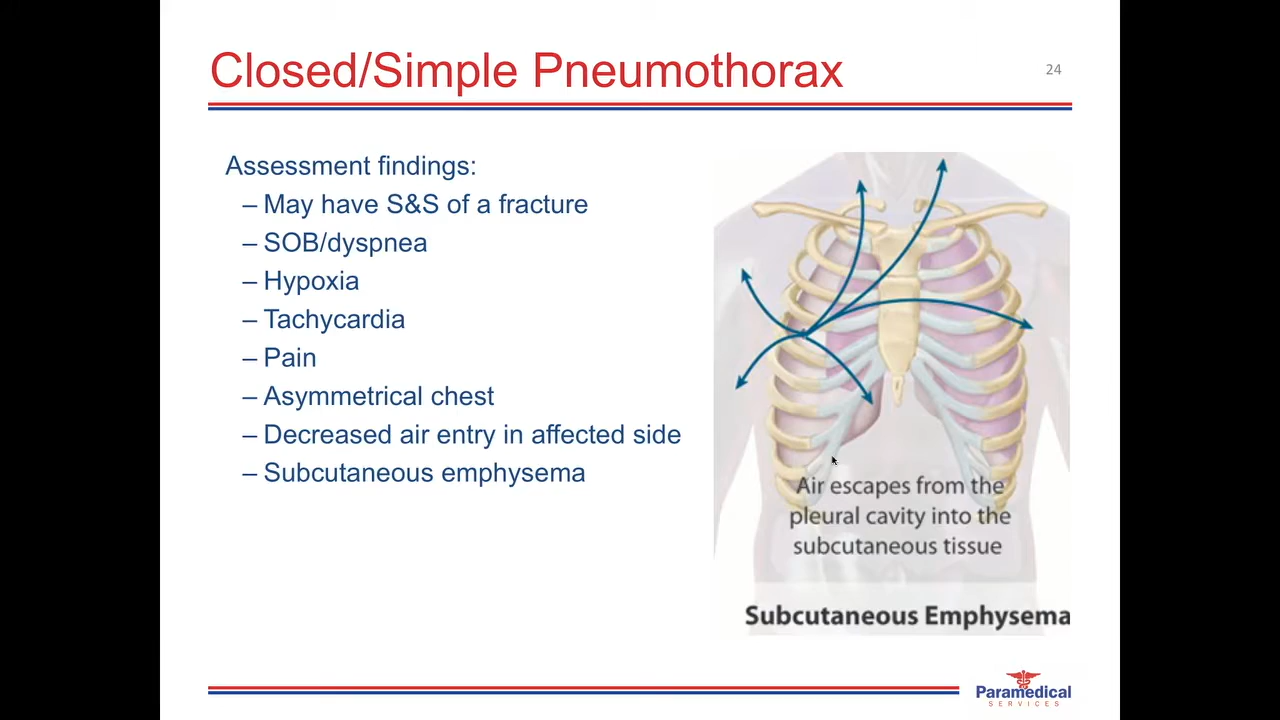 Closed/Simple Pneumothorax
24
Assessment findings:
– May have S&S of a fracture
– SOB/dyspnea
– Hypoxia
– Tachycardia
– Pain
– Asymmetrical chest
– Decreased air entry in affected side
– Subcutaneous emphysema
Air escapes from the
pleural cavity into the
subcutaneous tissue
Subcutaneous Emphysema
Paramedical
SERVICES